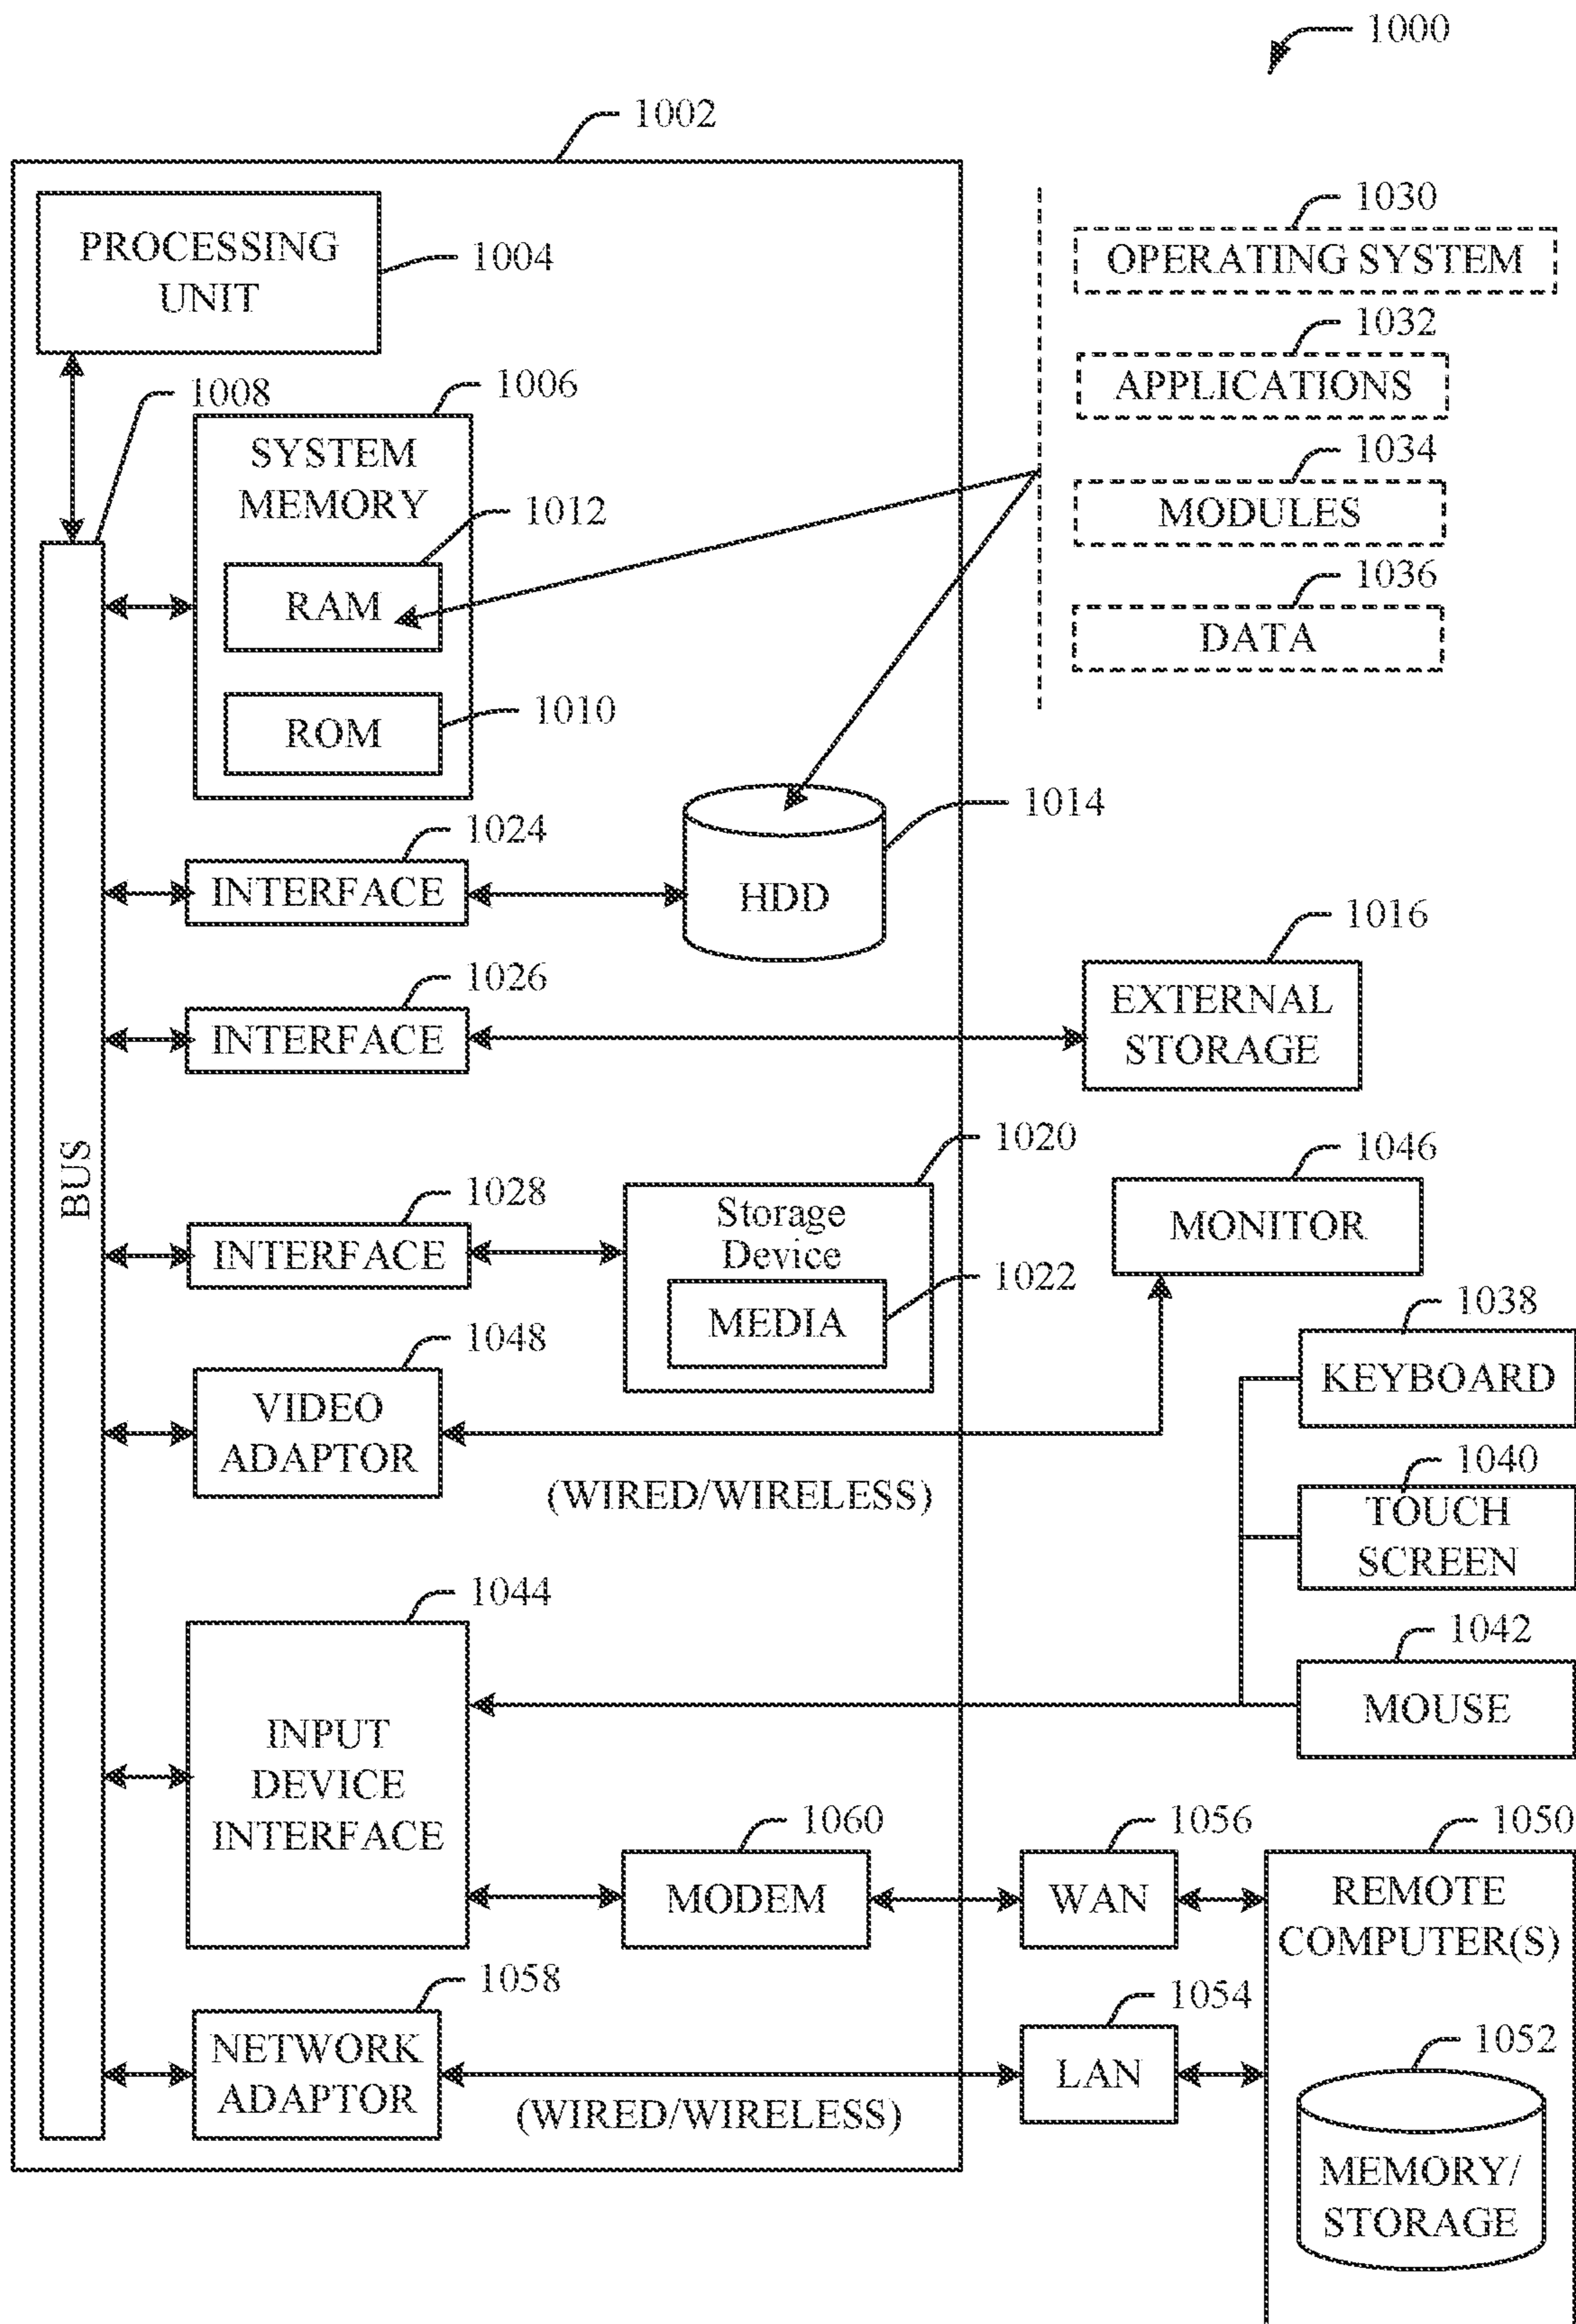 1000
1002
PROCESSING
UNIT
1004
1030
OPERATING SYSTEM
1032
APPLICATIONS
1034
MODULES
1036
DATA
1008
1006
SYSTEM
MEMORY
1012
RAM
1010
ROM
1024
INTERFACE
1014
HDD
1026
INTERFACE
1016
EXTERNAL
STORAGE
BUS
1028
INTERFACE
1020
Storage
Device
1022
MEDIA
1046
MONITOR
1048
VIDEO
ADAPTOR
(WIRED/WIRELESS)
1038
KEYBOARD
1040
TOUCH
SCREEN
1042
MOUSE
1044
INPUT
DEVICE
INTERFACE
1060
MODEM
1056
WAN
1050
REMOTE
COMPUTER(S)
1058
NETWORK
ADAPTOR
(WIRED/WIRELESS)
1054
LAN
1052
MEMORY/
STORAGE